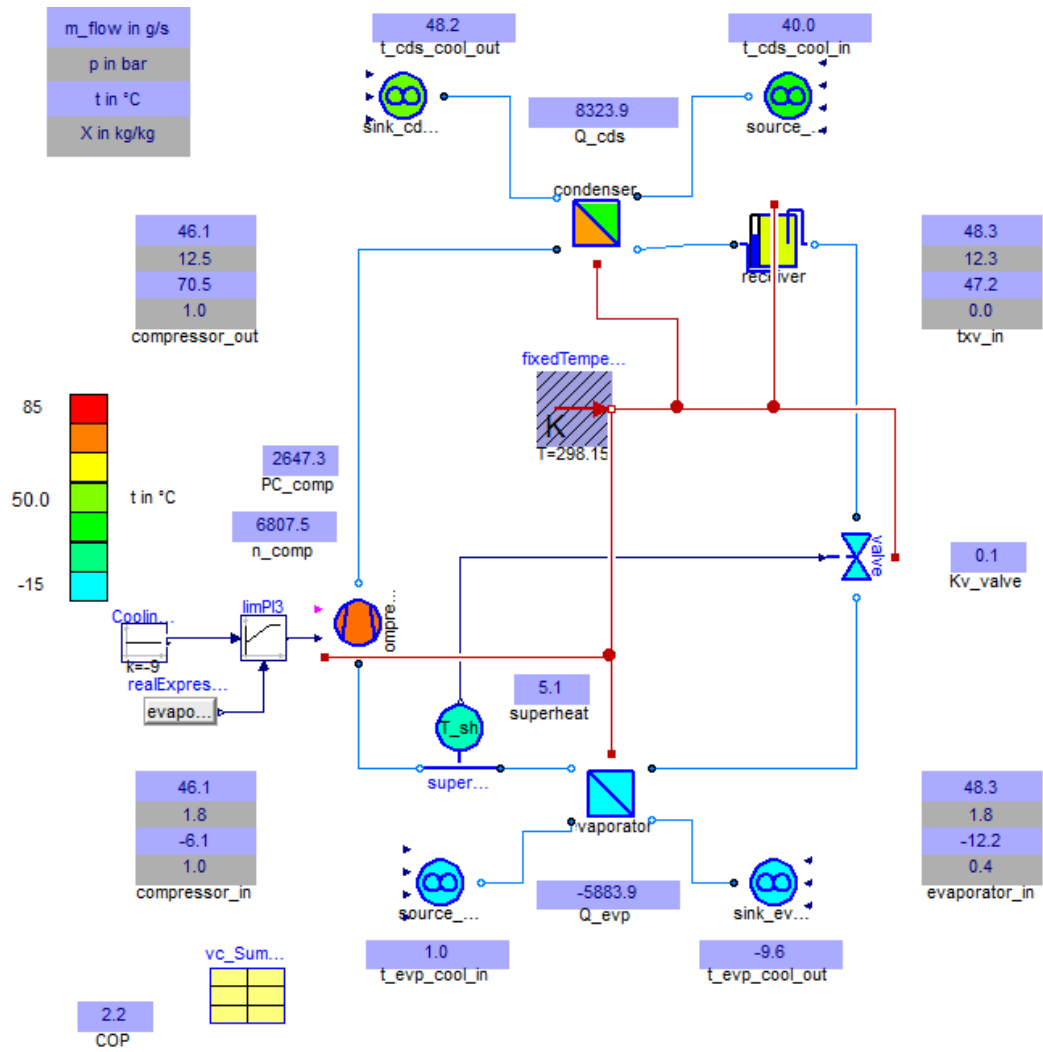 m_flow in g/s
p in bar
t in °C
X in kg/kg
48.2
t_cds_cool_out
40.0
t_cds_cool_in
sink_cd...
8323.9
Q_cds
source_...
condenser
46.1
12.5
70.5
1.0
compressor_out
receiver
48.3
12.3
47.2
0.0
txv_in
fixedTempe...
K
T=298.15
85
50.0
-15
t in °C
2647.3
PC_comp
6807.5
n_comp
valve
0.1
Kv_valve
Coolin...
k=-9
limPI3
ompre...
realExpres...
evapo...
5.1
superheat
T_sh
super...
evaporator
46.1
1.8
-6.1
1.0
compressor_in
48.3
1.8
-12.2
0.4
evaporator_in
source_...
-5883.9
Q_evp
sink_ev...
1.0
t_evp_cool_in
-9.6
t_evp_cool_out
vc_Sum...
2.2
COP